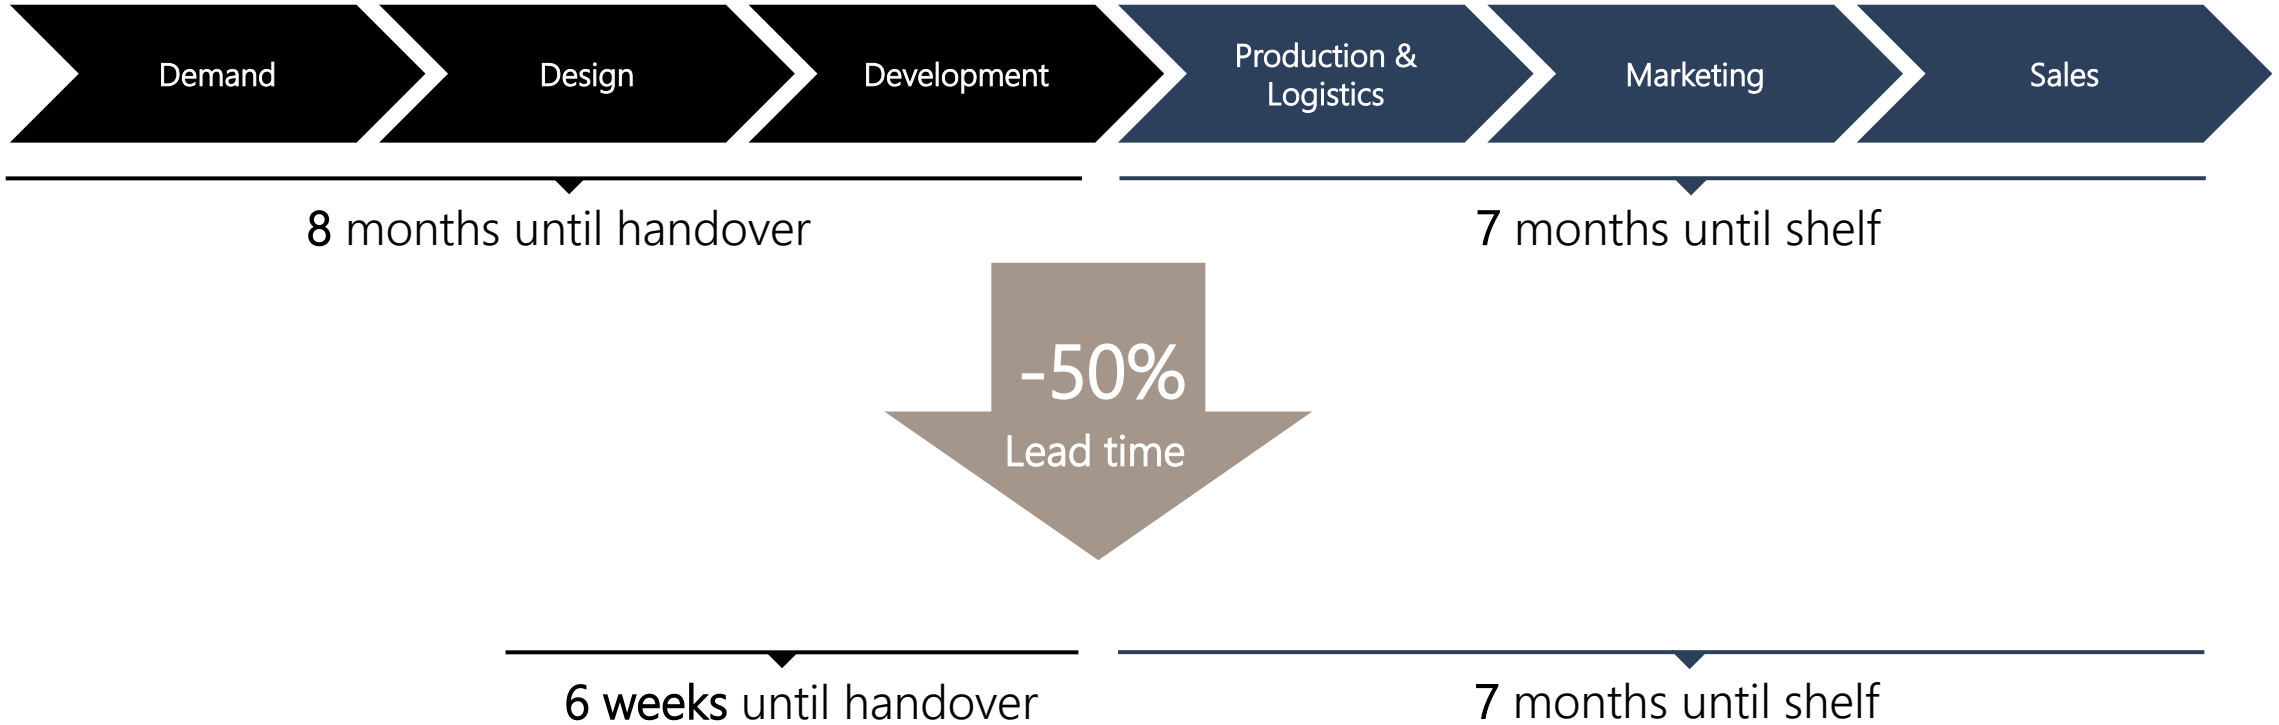 Demand
Design
Development
Production &
Logistics
Marketing
Sales
8 months until handover
7 months until shelf
-50%
Lead time
6 weeks until handover
7 months until shelf